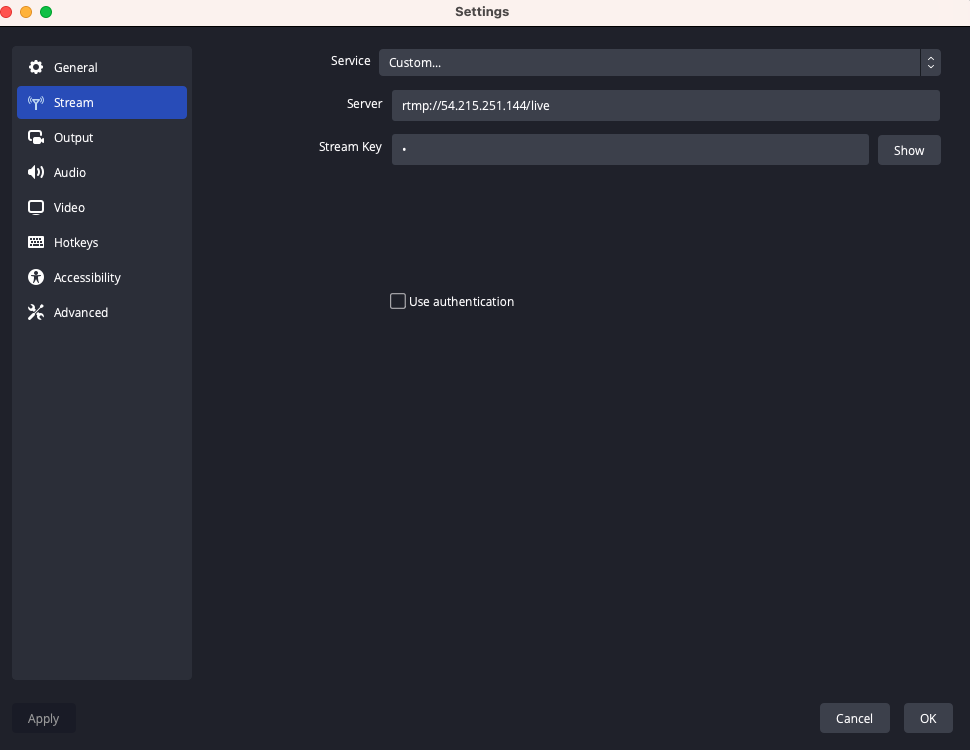 Settings
General
Stream
Output
Audio
Video
Hotkeys
Accessibility
Advanced
Service Custom...
Server rtmp://54.215.251.144/live
Stream Key • Show
Use authentication
Apply Cancel OK